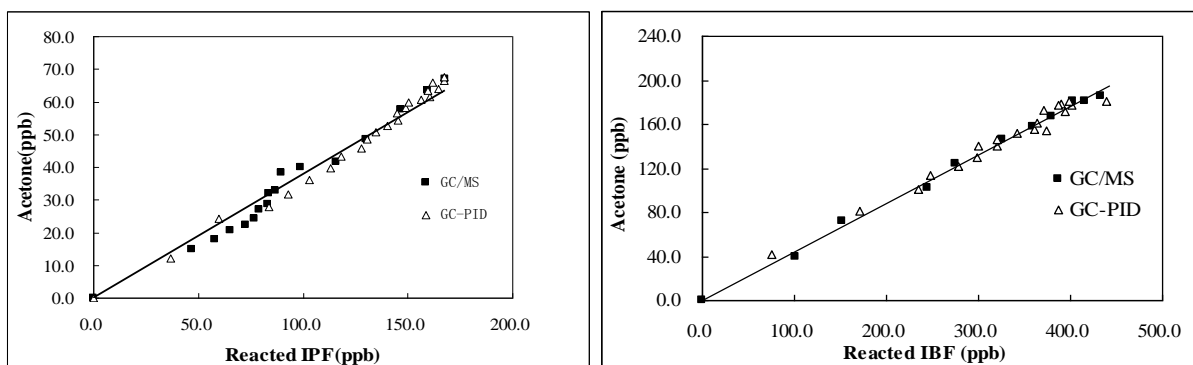 80.0
70.0
60.0
50.0
40.0
30.0
20.0
10.0
0.0
Acetone(ppb)
GC/MS
GC-PID
0.0 50.0 100.0 150.0 200.0
Reacted IPF(ppb)
240.0
200.0
160.0
120.0
80.0
40.0
0.0
Acetone (ppb)
GC/MS
GC-PID
0.0 100.0 200.0 300.0 400.0 500.0
Reacted IBF (ppb)